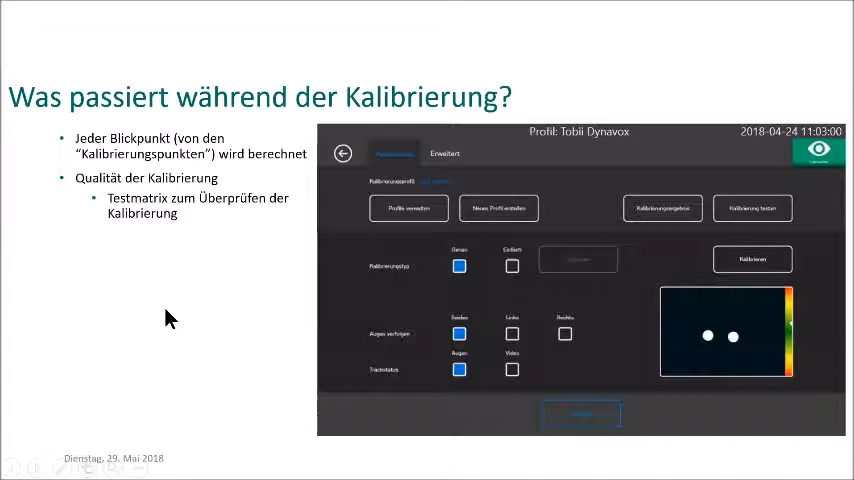 Was passiert während der Kalibrierung?
• Jeder Blickpunkt (von den
“Kalibrierungspunkten”) wird berechnet
• Qualität der Kalibrierung
• Testmatrix zum Überprüfen der
Kalibrierung
Profil: Tobii Dynavox
2018-04-24 11:03:00
Erweitert
Kalibrierungsprofil:
Profile verwalten
Neues Profil erstellen
Kalibrierungsergebnis
Kalibrierung testen
Kalibrierungstyp
Genau
Einfach
Kalibrieren
Augen verfolgen
Beides
Links
Rechts
Trackstatus
Augen
Video
Dienstag, 29. Mai 2018